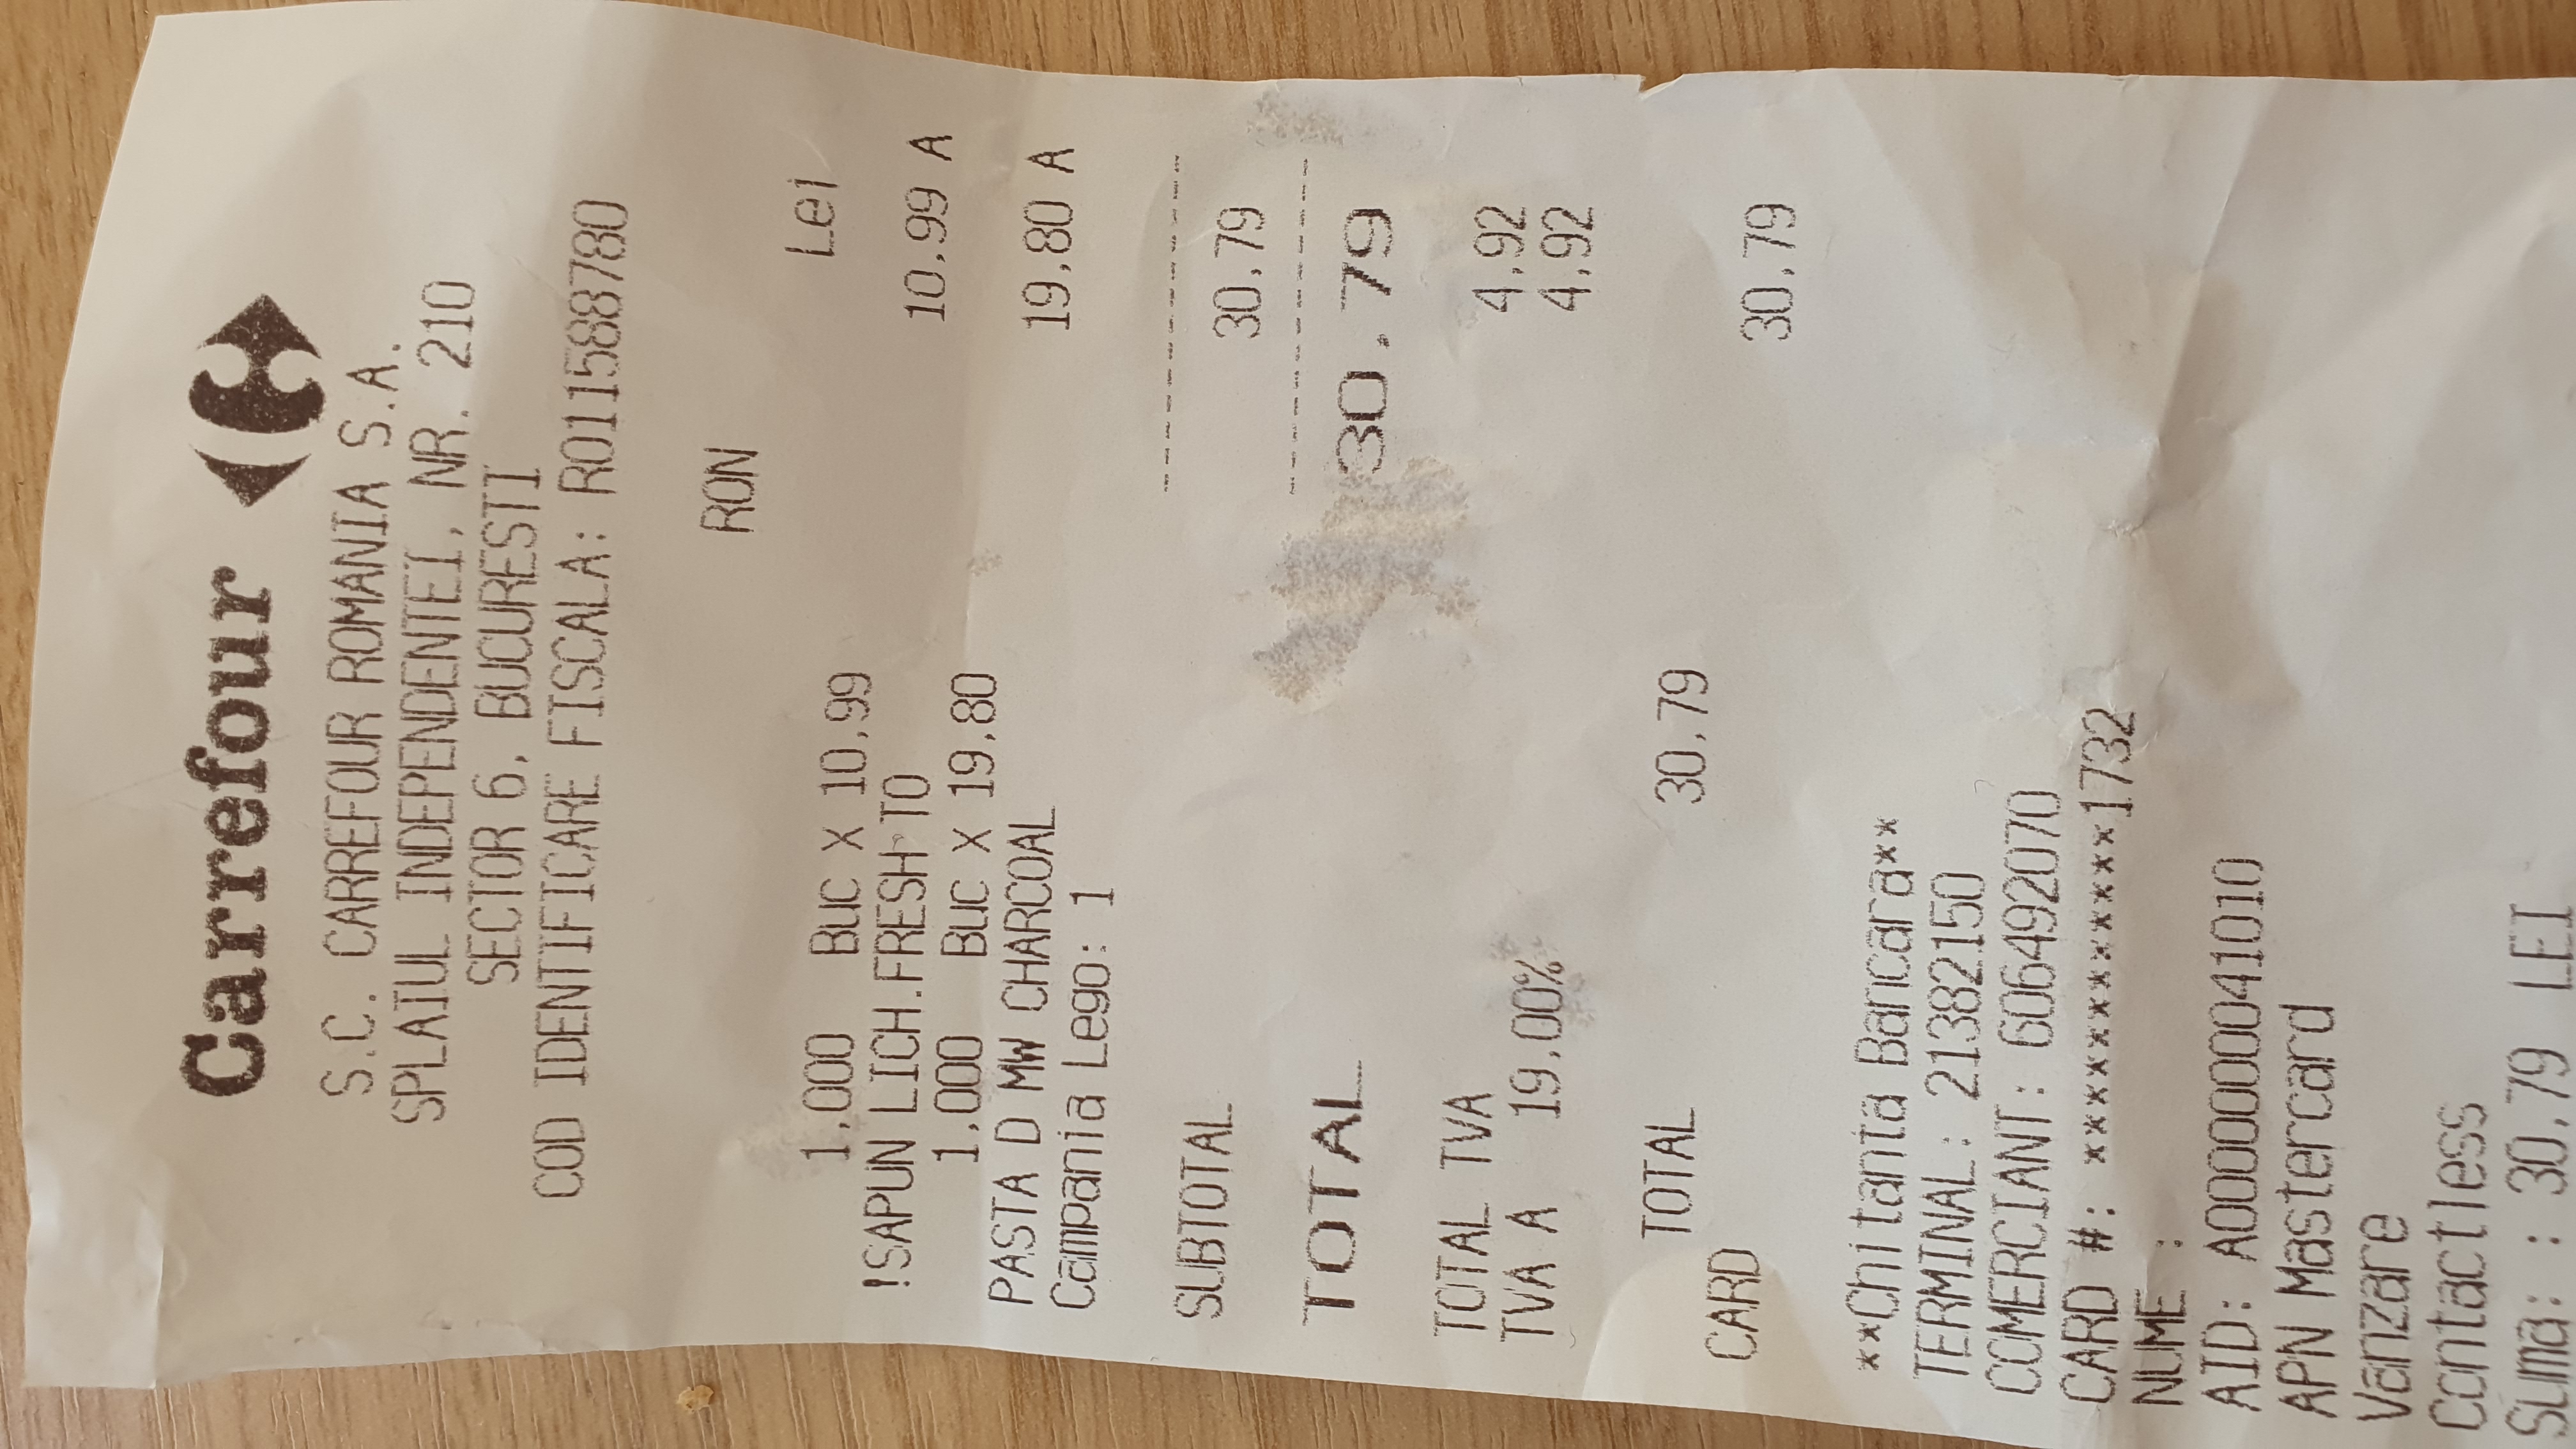 Carrefour
S.C. CARREFOUR ROMANIA S.A.
SPLAIUL INDEPENDENTEI, NR. 210
SECTOR 6, BUCURESTI
COD IDENTIFICARE FISCALA: RO11588780
RON
Lei
1,000 BUC X 10,99
!SAPUN LICH.FRESH TO 10,99 A
1,000 BUC X 19,80
PASTA D MW CHARCOAL 19,80 A
Campania Lego: 1
SUBTOTAL 30,79
TOTAL 30.79
TOTAL TVA 4,92
TVA A 19,00% 4,92
TOTAL 30,79
CARD 30,79
**Chitanta Bancara**
TERMINAL: 21382150
COMERCIANT: 606492070
CARD #: ************1732
NUME :
AID: A0000000041010
APN Mastercard
Vanzare
Contactless
Suma: : 30,79 LEI